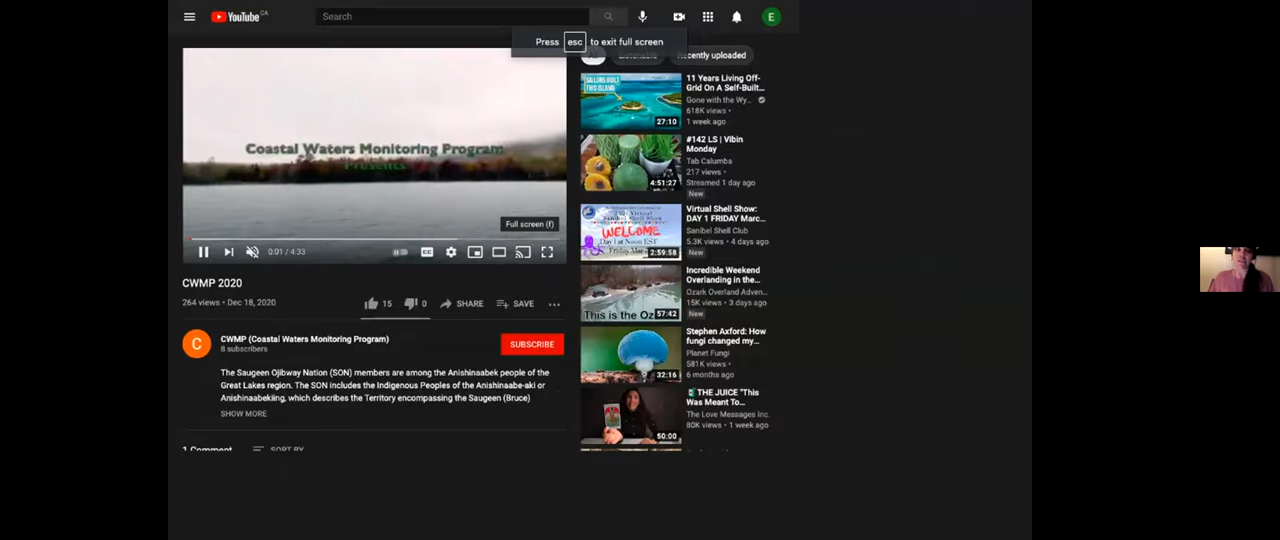 YouTube CA
Search
E
Press esc to exit full screen
Recently uploaded
Coastal Waters Monitoring Program
Presents
Full screen (f)
0:01 / 4:33
CC
CWMP 2020
264 views • Dec 18, 2020
15
0
SHARE
SAVE
C
CWMP (Coastal Waters Monitoring Program)
8 subscribers
SUBSCRIBE
The Saugeen Ojibway Nation (SON) members are among the Anishinaabek people of the
Great Lakes region. The SON includes the Indigenous Peoples of the Anishinaabe-aki or
Anishinaabekiing, which describes the Territory encompassing the Saugeen (Bruce)
SHOW MORE
1 Comment
SORT BY
SAILORS BUILT
THIS ISLAND
27:10
11 Years Living Off-
Grid On A Self-Built...
Gone with the Wy...
618K views •
1 week ago
4:51:27
#142 LS | Vibin
Monday
Tab Calumba
217 views •
Streamed 1 day ago
New
WELCOME
Day 1 at Noon EST
2:59:58
Virtual Shell Show:
DAY 1 FRIDAY Marc...
Sanibel Shell Club
5.3K views • 4 days ago
New
This is the Oz
57:42
Incredible Weekend
Overlanding in the...
Ozark Overland Adven...
15K views • 3 days ago
New
32:16
Stephen Axford: How
fungi changed my...
Planet Fungi
581K views •
6 months ago
50:00
THE JUICE "This
Was Meant To...
The Love Messages Inc.
80K views • 1 week ago